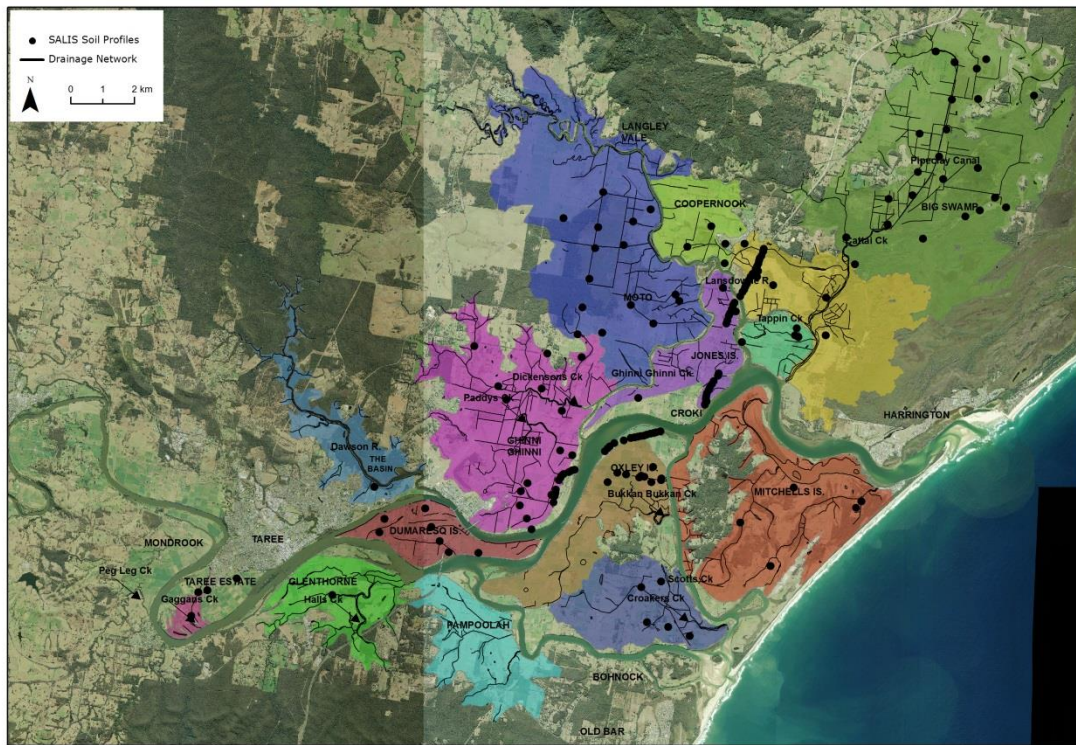 SALIS Soil Profiles
Drainage Network
N
0 1 2 km
LANGLEY
VALE
COOPERNOOK
Pipeclay Canal
BIG SWAMP
Cattai Ck
Lansdowne R.
MOTO
Tappin Ck
JONES IS.
Ghinni Ghinni Ck
Dickensons Ck
Paddys Ck
CROKI
HARRINGTON
GHINNI
GHINNI
Dawson R.
THE BASIN
OXLEY IS.
Bukkan Bukkan Ck
MITCHELLS IS.
DUMARESQ IS.
MONDROOK
TAREE
Peg Leg Ck
TAREE ESTATE
Gaggans Ck
GLENTHORNE
Halls Ck
Scotts Ck
Croakers Ck
PAMPOOLAH
BOHNOCK
OLD BAR